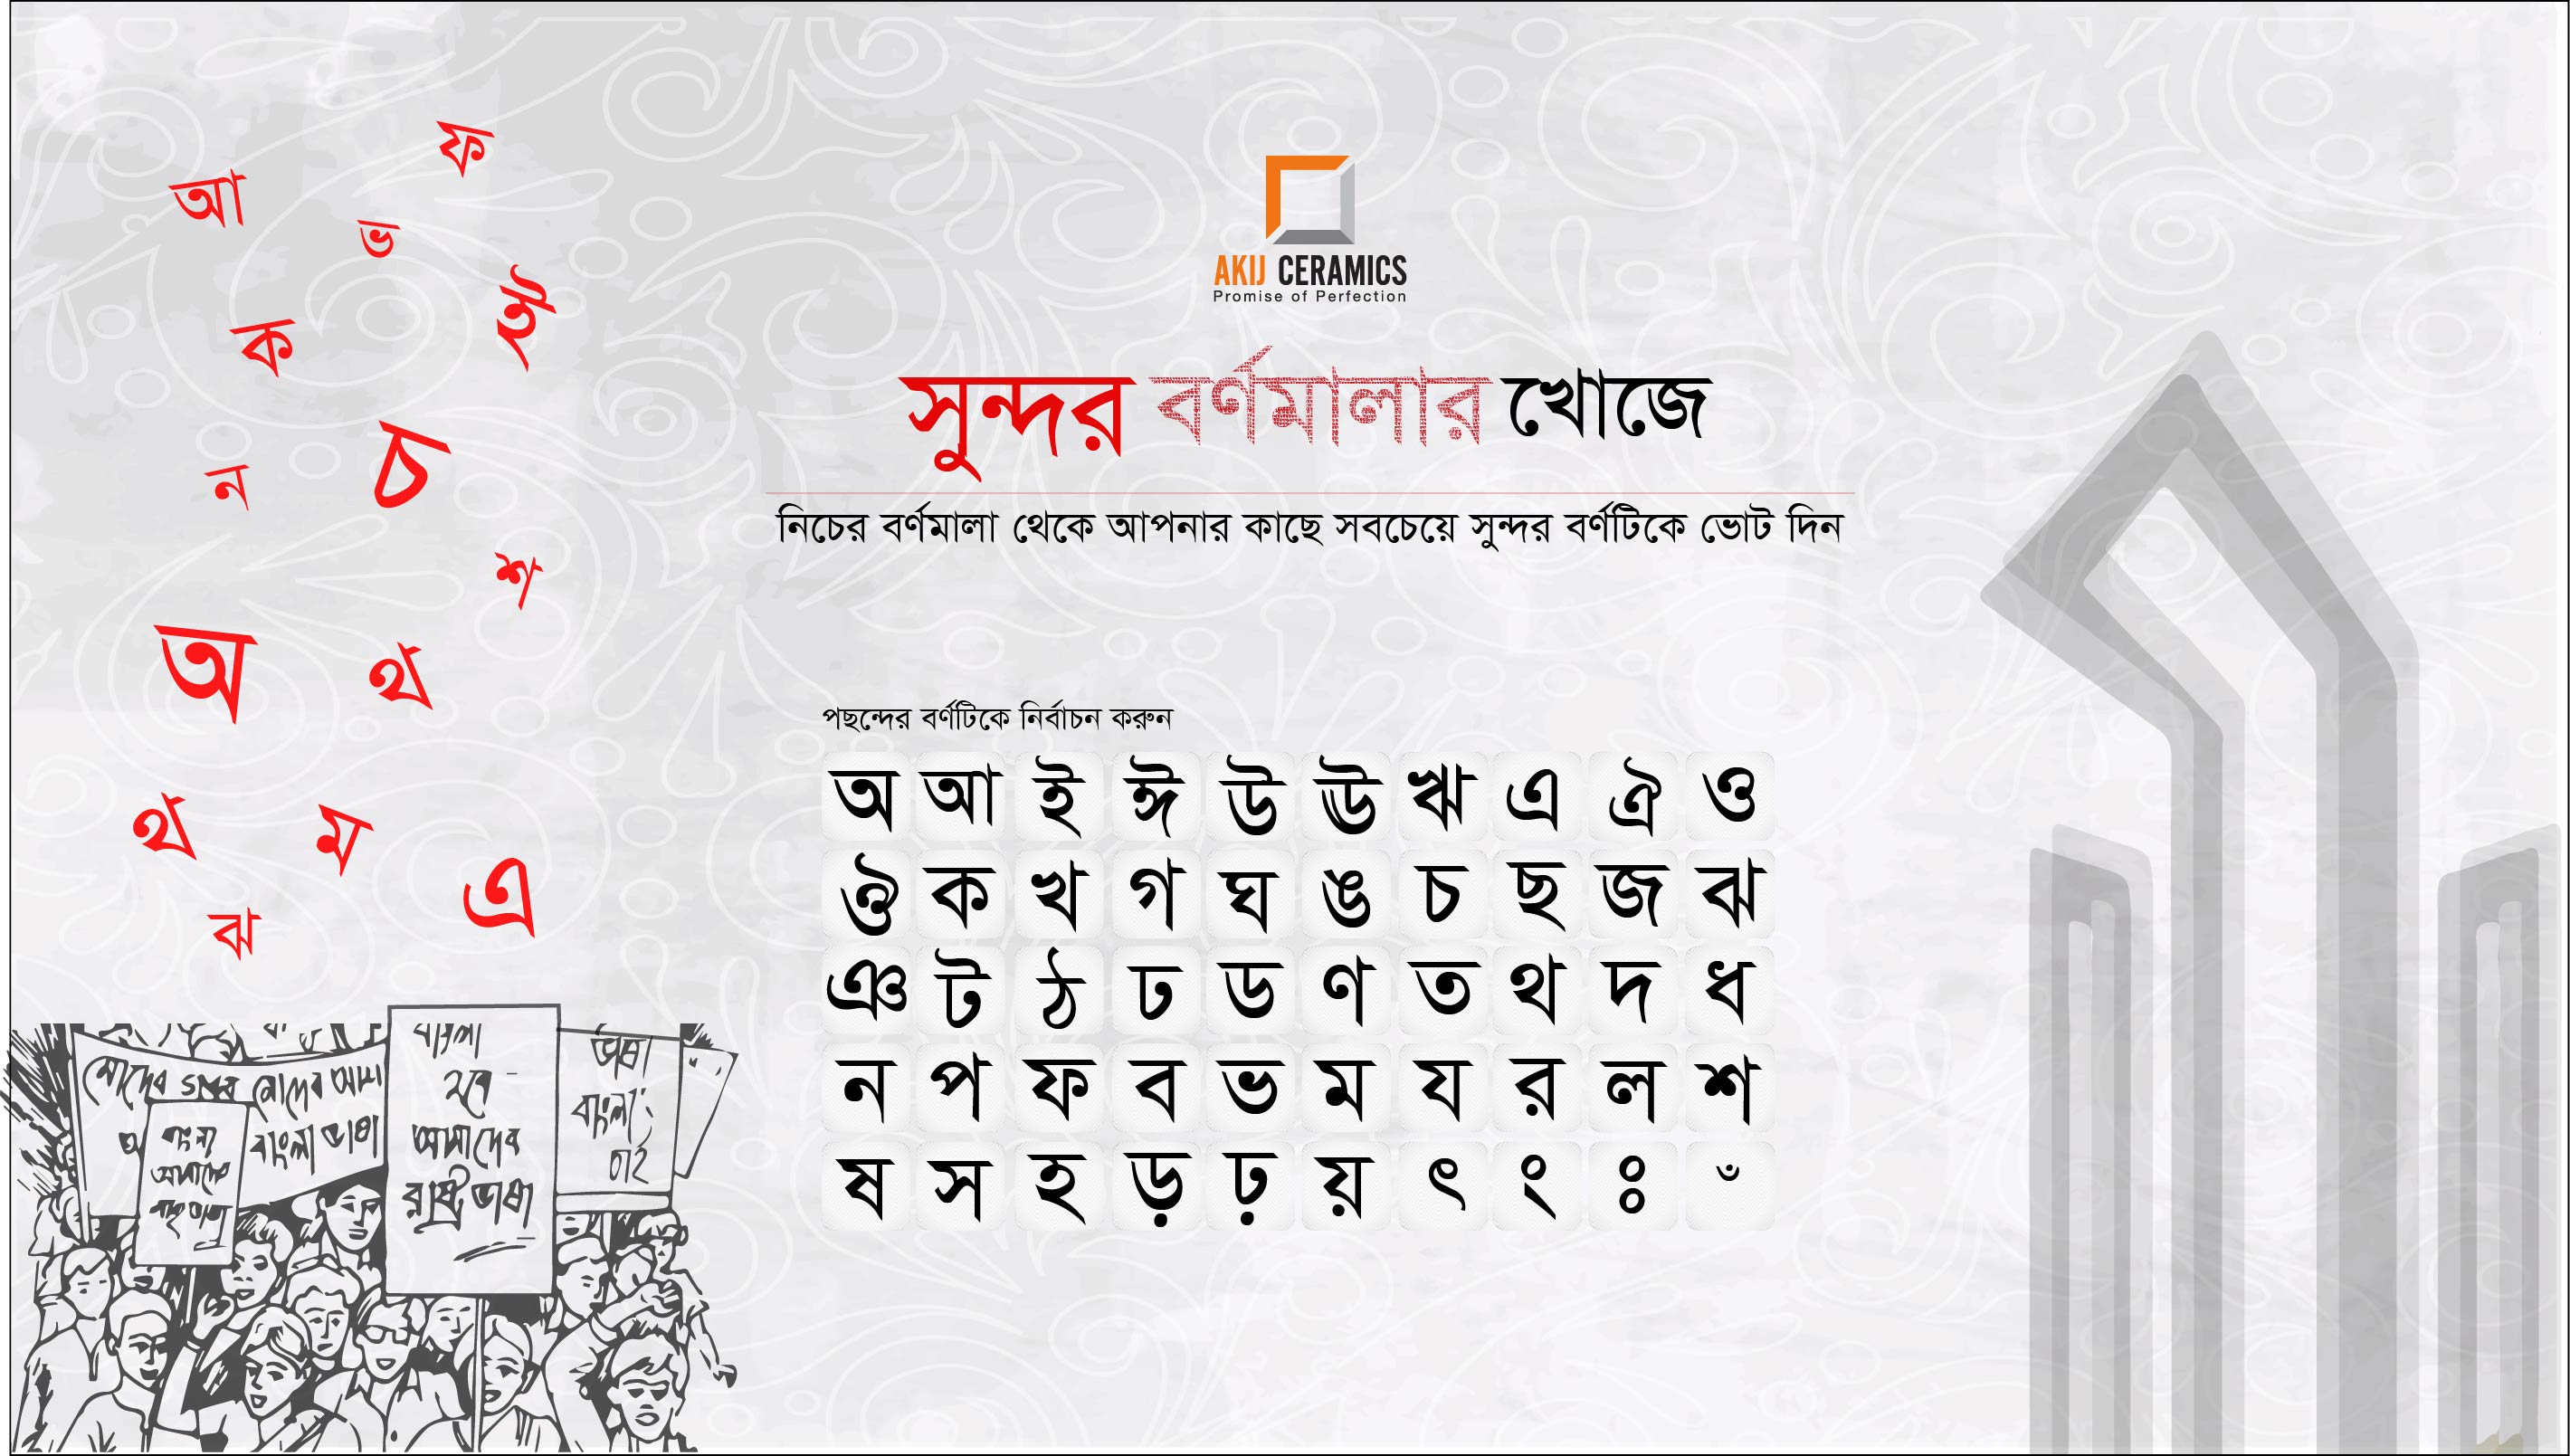 ফ
আ
ভ
ঈ
ক
চ
ন
শ
অ
থ
থ
ম
এ
ঝ
AKIJ CERAMICS
Promise of Perfection
সুন্দর বর্ণমালার খোজে
নিচের বর্ণমালা থেকে আপনার কাছে সবচেয়ে সুন্দর বর্ণটিকে ভোট দিন
পছন্দের বর্ণটিকে নির্বাচন করুন
অ আ ই ঈ উ ঊ ঋ এ ঐ ও
ঔ ক খ গ ঘ ঙ চ ছ জ ঝ
ঞ ট ঠ ঢ ড ণ ত থ দ ধ
ন প ফ ব ভ ম য র ল শ
ষ স হ ড় ঢ় য় ৎ ং ঃ ঁ
মোদের গরব মোদের আশা
বাংলা ভাষা
বাংলা
আমাদের
বাংলা
হবে
আমাদের
রাষ্ট্রভাষা
ভাষা
বাংলা
চাই